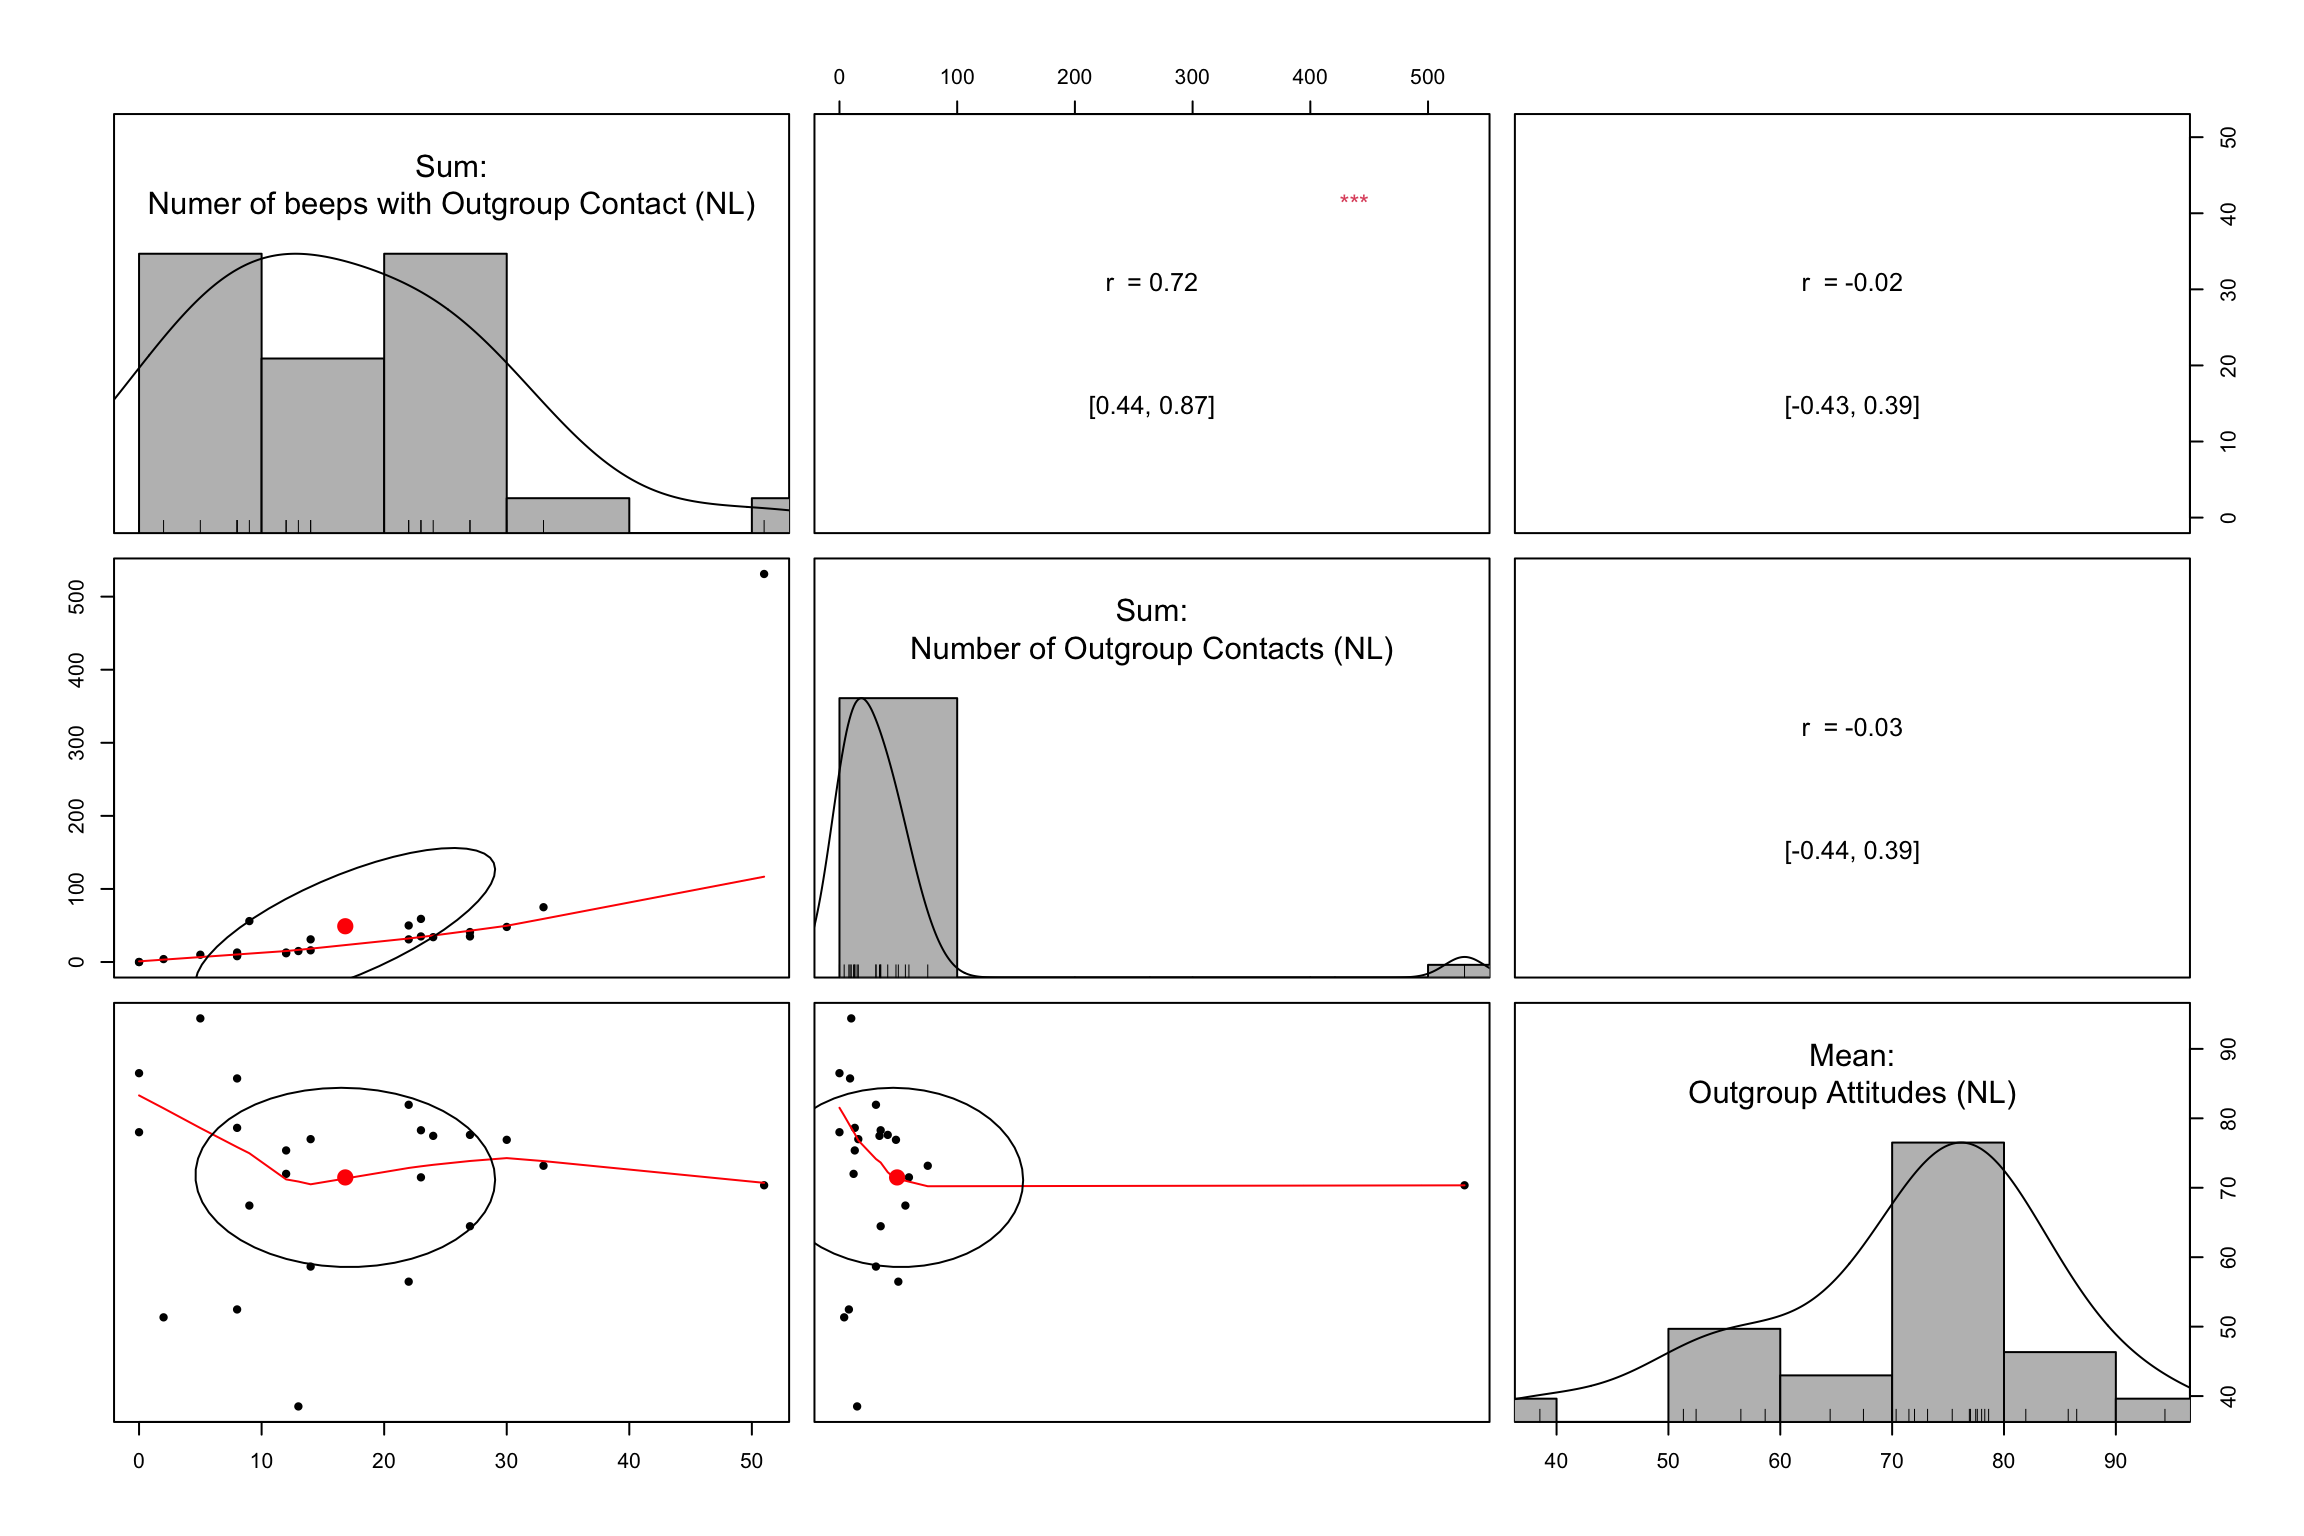 0 100 200 300 400 500
Sum:
Numer of beeps with Outgroup Contact (NL)
***
r = 0.72
[0.44, 0.87]
r = -0.02
[-0.43, 0.39]
50
40
30
20
10
0
500
400
300
200
100
0
Sum:
Number of Outgroup Contacts (NL)
r = -0.03
[-0.44, 0.39]
Mean:
Outgroup Attitudes (NL)
90
80
70
60
50
40
0 10 20 30 40 50
40 50 60 70 80 90